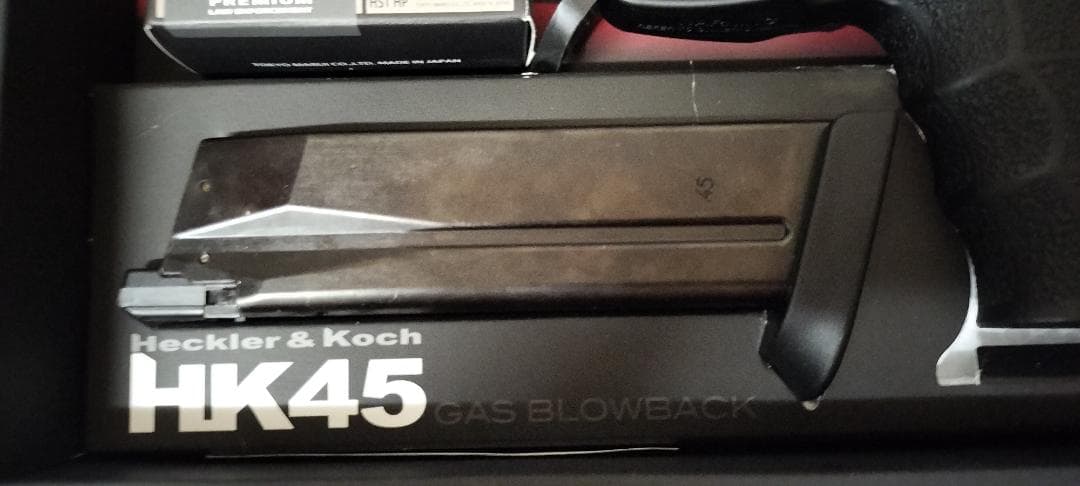 PREMIUM
HST HP
TOKYO MARUI CO.,LTD. MADE IN JAPAN
45
Heckler & Koch
HK45
GAS BLOWBACK